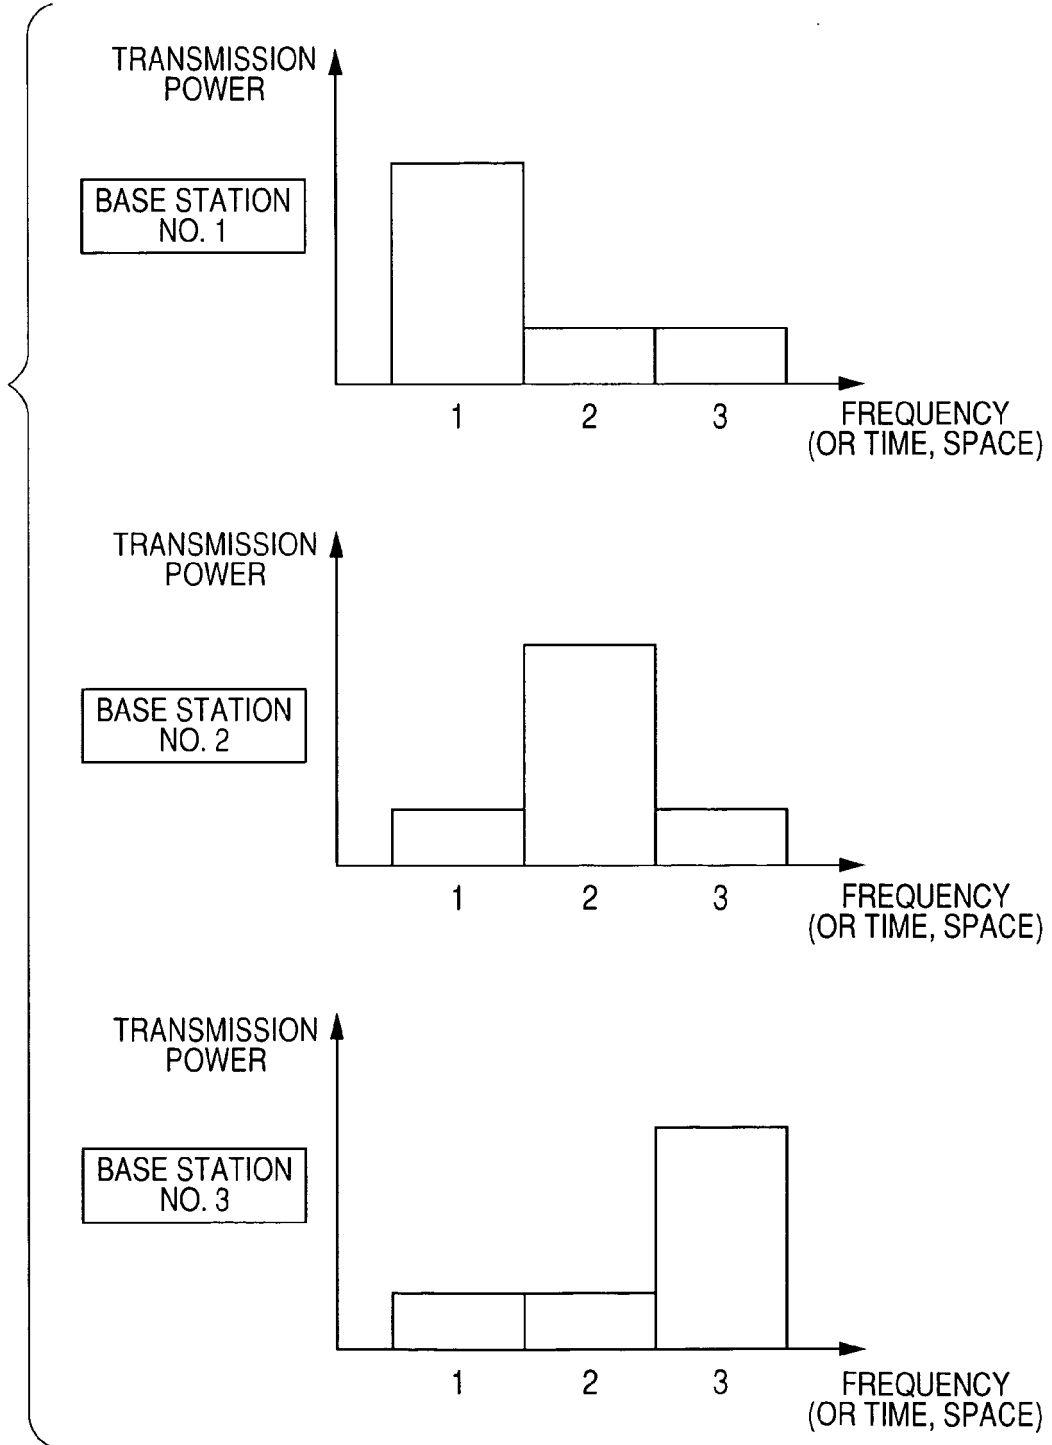 TRANSMISSION
POWER
BASE STATION
NO. 1
1 2 3
FREQUENCY
(OR TIME, SPACE)
TRANSMISSION
POWER
BASE STATION
NO. 2
1 2 3
FREQUENCY
(OR TIME, SPACE)
TRANSMISSION
POWER
BASE STATION
NO. 3
1 2 3
FREQUENCY
(OR TIME, SPACE)